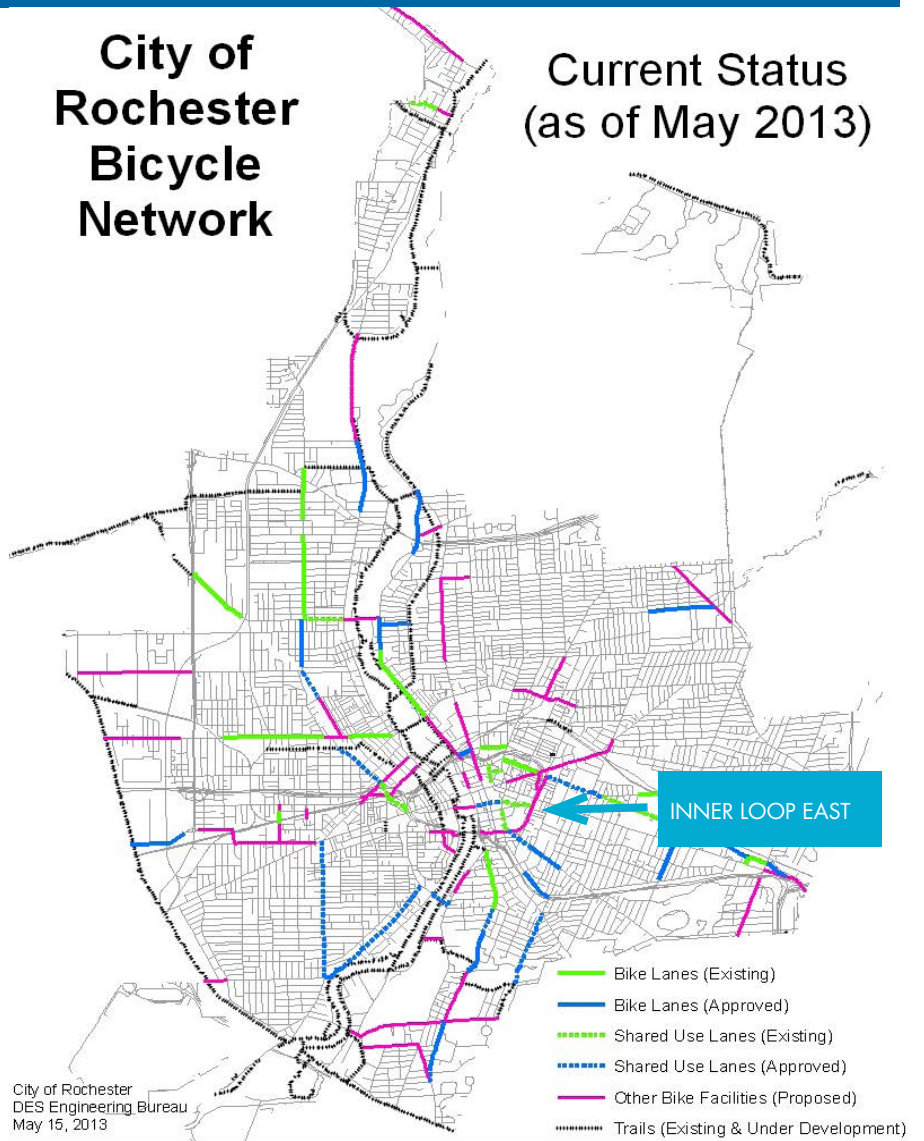 City of
Rochester
Bicycle
Network
Current Status
(as of May 2013)
INNER LOOP EAST
Bike Lanes (Existing)
Bike Lanes (Approved)
Shared Use Lanes (Existing)
Shared Use Lanes (Approved)
Other Bike Facilities (Proposed)
Trails (Existing & Under Development)
City of Rochester
DES Engineering Bureau
May 15, 2013